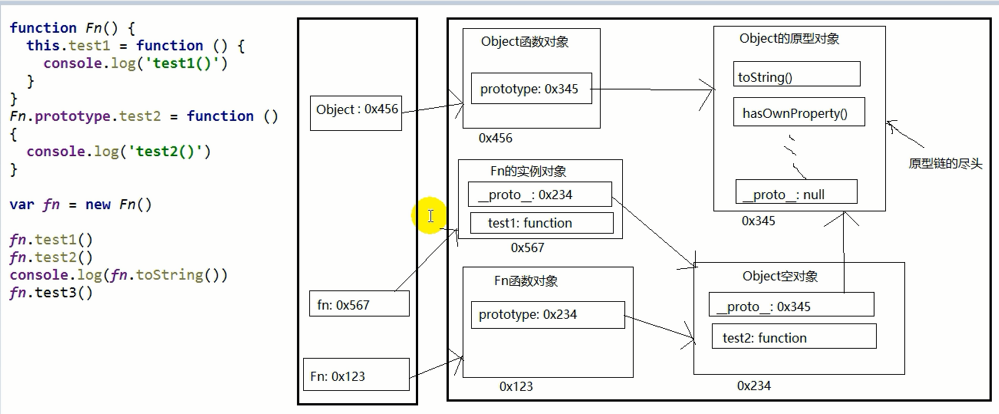 function Fn() {
  this.test1 = function () {
    console.log('test1()')
  }
}
Fn.prototype.test2 = function ()
{
  console.log('test2()')
}
var fn = new Fn()
fn.test1()
fn.test2()
console.log(fn.toString())
fn.test3()
Object : 0x456
fn: 0x567
Fn: 0x123
Object函数对象
prototype: 0x345
0x456
Fn的实例对象
__proto__: 0x234
test1: function
0x567
Fn函数对象
prototype: 0x234
0x123
Object的原型对象
toString()
hasOwnProperty()
__proto__: null
0x345
原型链的尽头
Object空对象
__proto__: 0x345
test2: function
0x234